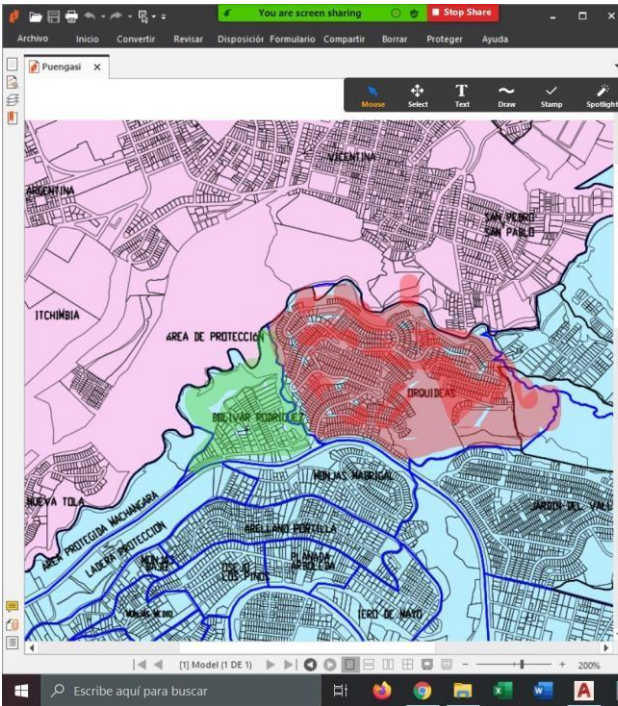 You are screen sharing
Stop Share
Archivo Inicio Convertir Revisar Disposición Formulario Compartir Borrar Proteger Ayuda
Puengasi
Mouse Select Text Draw Stamp Spotlight
VICENTINA
ARGENTINA
SAN PEDRO
SAN PABLO
ITCHIMBIA
AREA DE PROTECCIÓN
ORQUIDEAS
BOLIVAR RODRIGUEZ
MONJAS MADRIGAL
NUEVA TOLA
JARDIN DEL VALL
AREA PROTEGIDA MACHANGARA
ARELLANO PORTILLA
LADERA PROTECCION
PLANADA
ARBOLEDA
LOS PINOS
MONJAS MEDIO
1ERO DE MAYO
[1] Model (1 DE 1)
200%
Escribe aquí para buscar